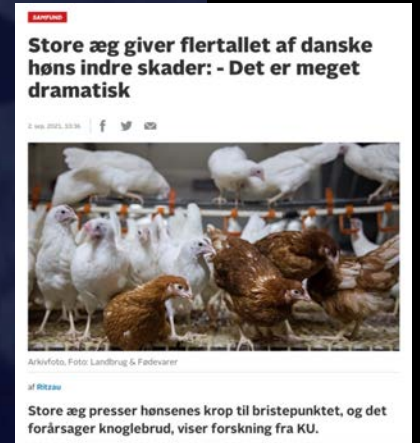 SAMFUND
Store æg giver flertallet af danske
høns indre skader: - Det er meget
dramatisk
2. sep. 2021, 10:36
Arkivfoto, Foto: Landbrug & Fødevarer
af Ritzau
Store æg presser hønsenes krop til bristepunktet, og det
forårsager knoglebrud, viser forskning fra KU.